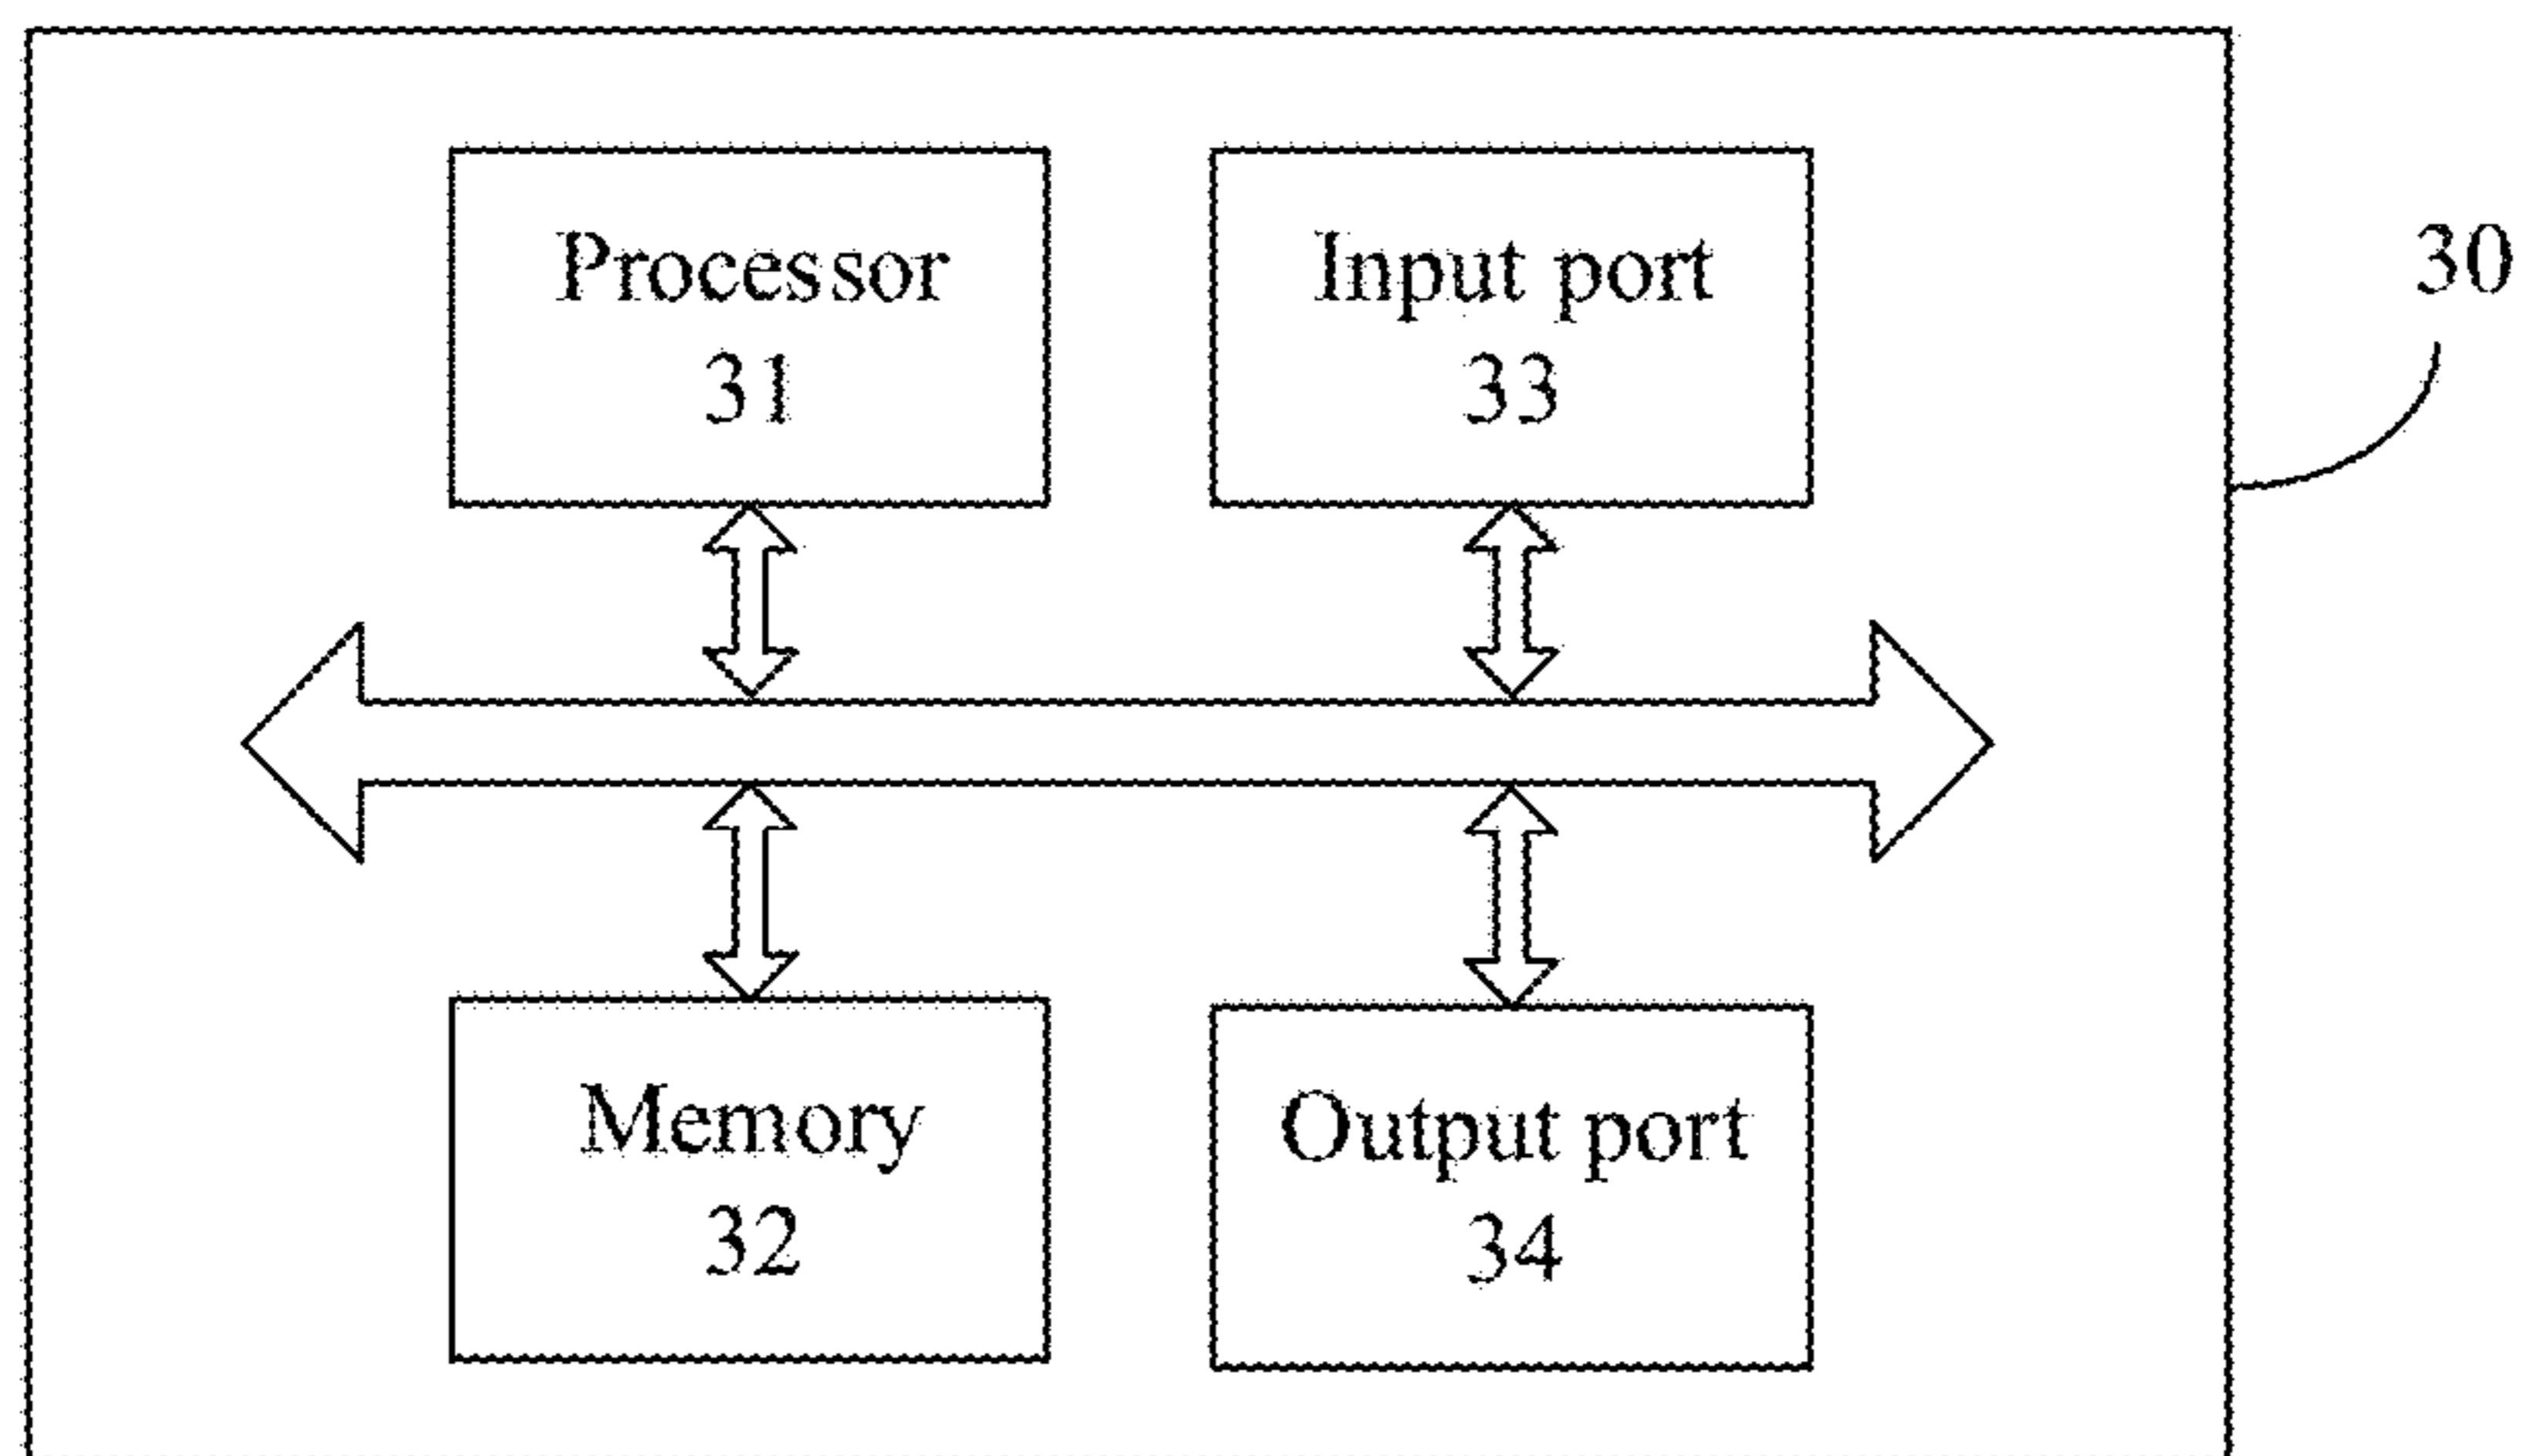 Processor
31
Input port
33
30
Memory
32
Output port
34